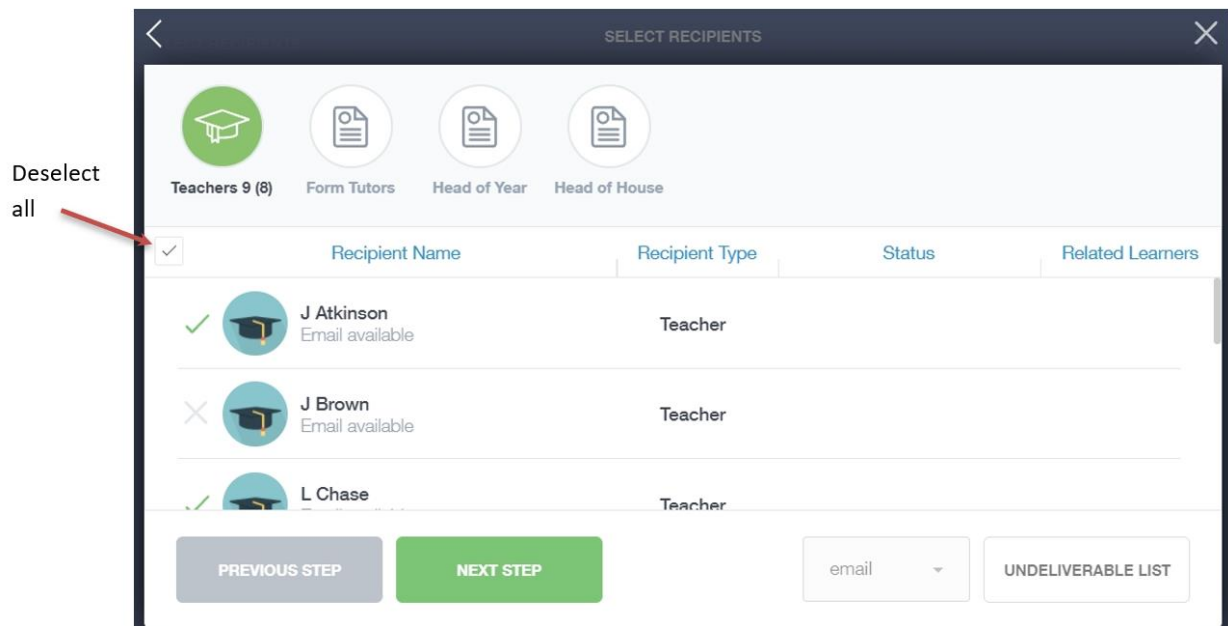 SELECT RECIPIENTS
Deselect
all
Teachers 9 (8)
Form Tutors
Head of Year
Head of House
Recipient Name
Recipient Type
Status
Related Learners
J Atkinson
Email available
Teacher
J Brown
Email available
Teacher
L Chase
Teacher
PREVIOUS STEP
NEXT STEP
email
UNDELIVERABLE LIST